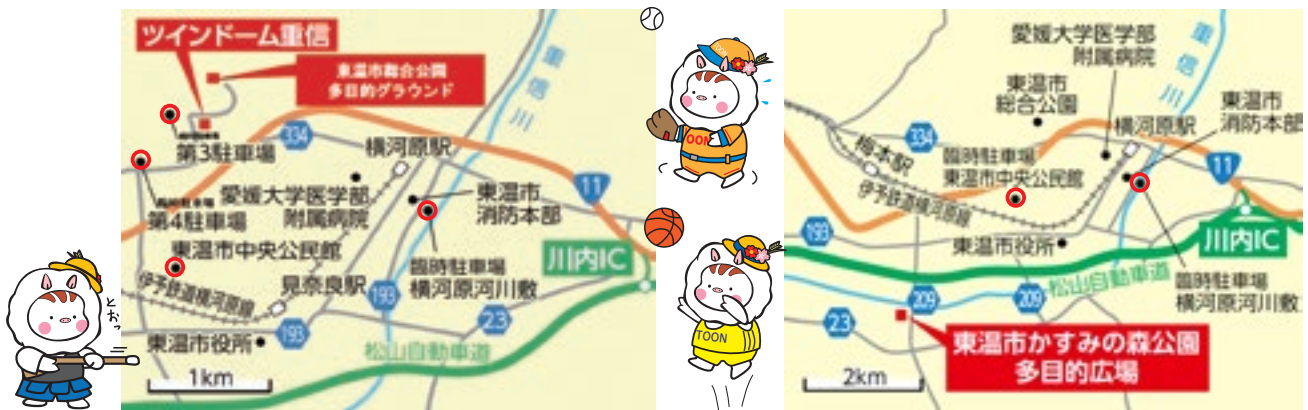 ツインドーム重信
東温市総合公園
多目的グラウンド
重信川
334
横河原駅
第3駐車場
11
愛媛大学医学部
附属病院
東温市
消防本部
第4駐車場
東温市中央公民館
川内IC
臨時駐車場
横河原河川敷
見奈良駅
伊予鉄道横河原線
193
193
23
東温市役所
松山自動車道
1km
とおっ
TOON
TOON
愛媛大学医学部
附属病院
重信川
東温市
総合公園
東温市
消防本部
横河原駅
334
梅本駅
臨時駐車場
東温市中央公民館
11
伊予鉄道横河原線
193
東温市役所
川内IC
臨時駐車場
横河原河川敷
松山自動車道
209
209
23
東温市かすみの森公園
多目的広場
2km